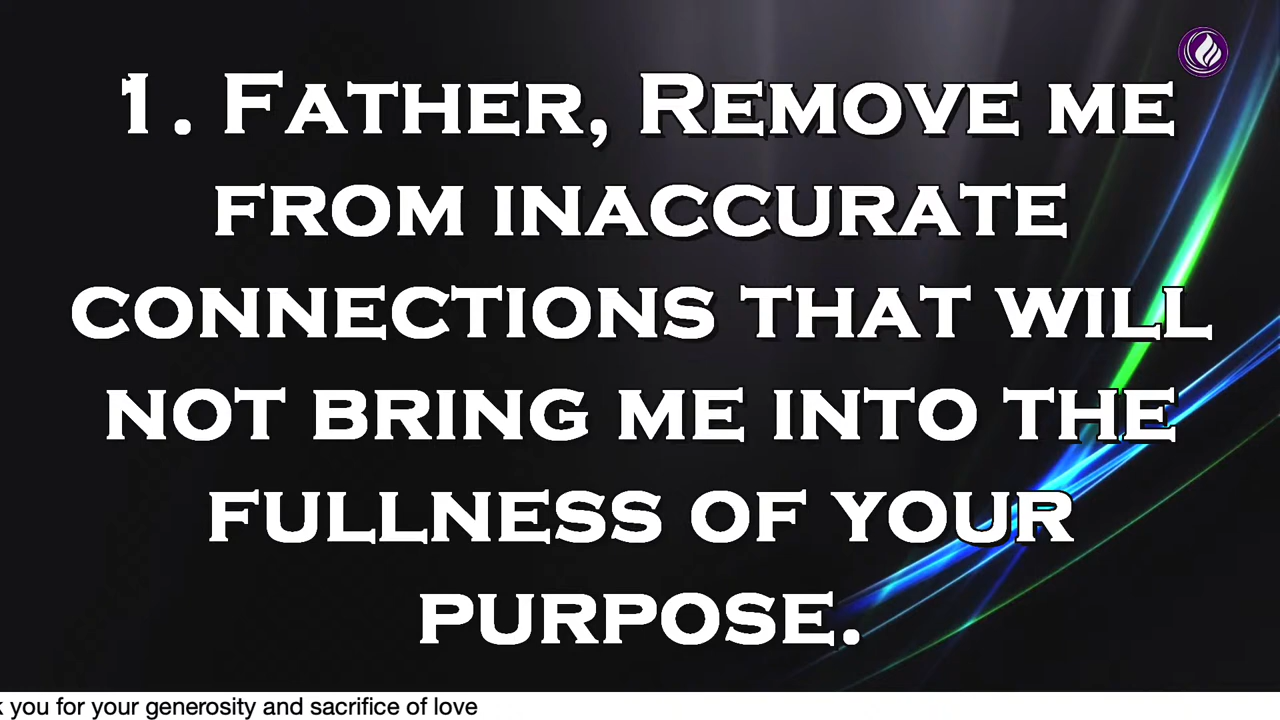 1. Father, Remove me
from inaccurate
connections that will
not bring me into the
fullness of your
purpose.
you for your generosity and sacrifice of love